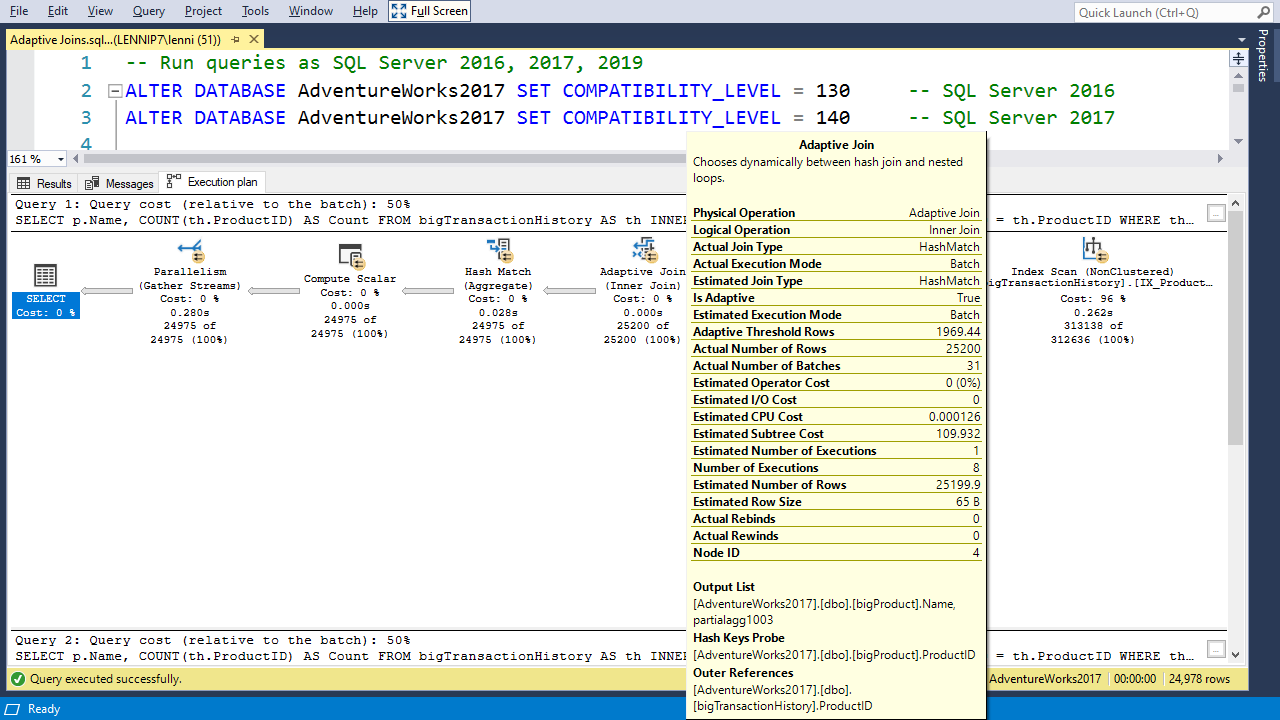 File Edit View Query Project Tools Window Help Full Screen
Quick Launch (Ctrl+Q)
Adaptive Joins.sql...(LENNIP7\lenni (51))
Properties
1 -- Run queries as SQL Server 2016, 2017, 2019
2 ALTER DATABASE AdventureWorks2017 SET COMPATIBILITY_LEVEL = 130 -- SQL Server 2016
3 ALTER DATABASE AdventureWorks2017 SET COMPATIBILITY_LEVEL = 140 -- SQL Server 2017
4
161 %
Results Messages Execution plan
Query 1: Query cost (relative to the batch): 50%
SELECT p.Name, COUNT(th.ProductID) AS Count FROM bigTransactionHistory AS th INNE = th.ProductID WHERE th...
SELECT
Cost: 0 %
Parallelism
(Gather Streams)
Cost: 0 %
0.280s
24975 of
24975 (100%)
Compute Scalar
Cost: 0 %
0.000s
24975 of
24975 (100%)
Hash Match
(Aggregate)
Cost: 0 %
0.028s
24975 of
24975 (100%)
Adaptive Join
(Inner Join)
Cost: 0 %
0.000s
25200 of
25200 (100%)
Adaptive Join
Chooses dynamically between hash join and nested
loops.
Physical Operation Adaptive Join
Logical Operation Inner Join
Actual Join Type HashMatch
Actual Execution Mode Batch
Estimated Join Type HashMatch
Is Adaptive True
Estimated Execution Mode Batch
Adaptive Threshold Rows 1969.44
Actual Number of Rows 25200
Actual Number of Batches 31
Estimated Operator Cost 0 (0%)
Estimated I/O Cost 0
Estimated CPU Cost 0.000126
Estimated Subtree Cost 109.932
Estimated Number of Executions 1
Number of Executions 8
Estimated Number of Rows 25199.9
Estimated Row Size 65 B
Actual Rebinds 0
Actual Rewinds 0
Node ID 4
Output List
[AdventureWorks2017].[dbo].[bigProduct].Name,
partialagg1003
Hash Keys Probe
[AdventureWorks2017].[dbo].[bigProduct].ProductID
Outer References
[AdventureWorks2017].[dbo].
[bigTransactionHistory].ProductID
Index Scan (NonClustered)
igTransactionHistory].[IX_Product...
Cost: 96 %
0.262s
313138 of
312636 (100%)
Query 2: Query cost (relative to the batch): 50%
SELECT p.Name, COUNT(th.ProductID) AS Count FROM bigTransactionHistory AS th INNE = th.ProductID WHERE th...
Query executed successfully.
AdventureWorks2017 00:00:00 24,978 rows
Ready